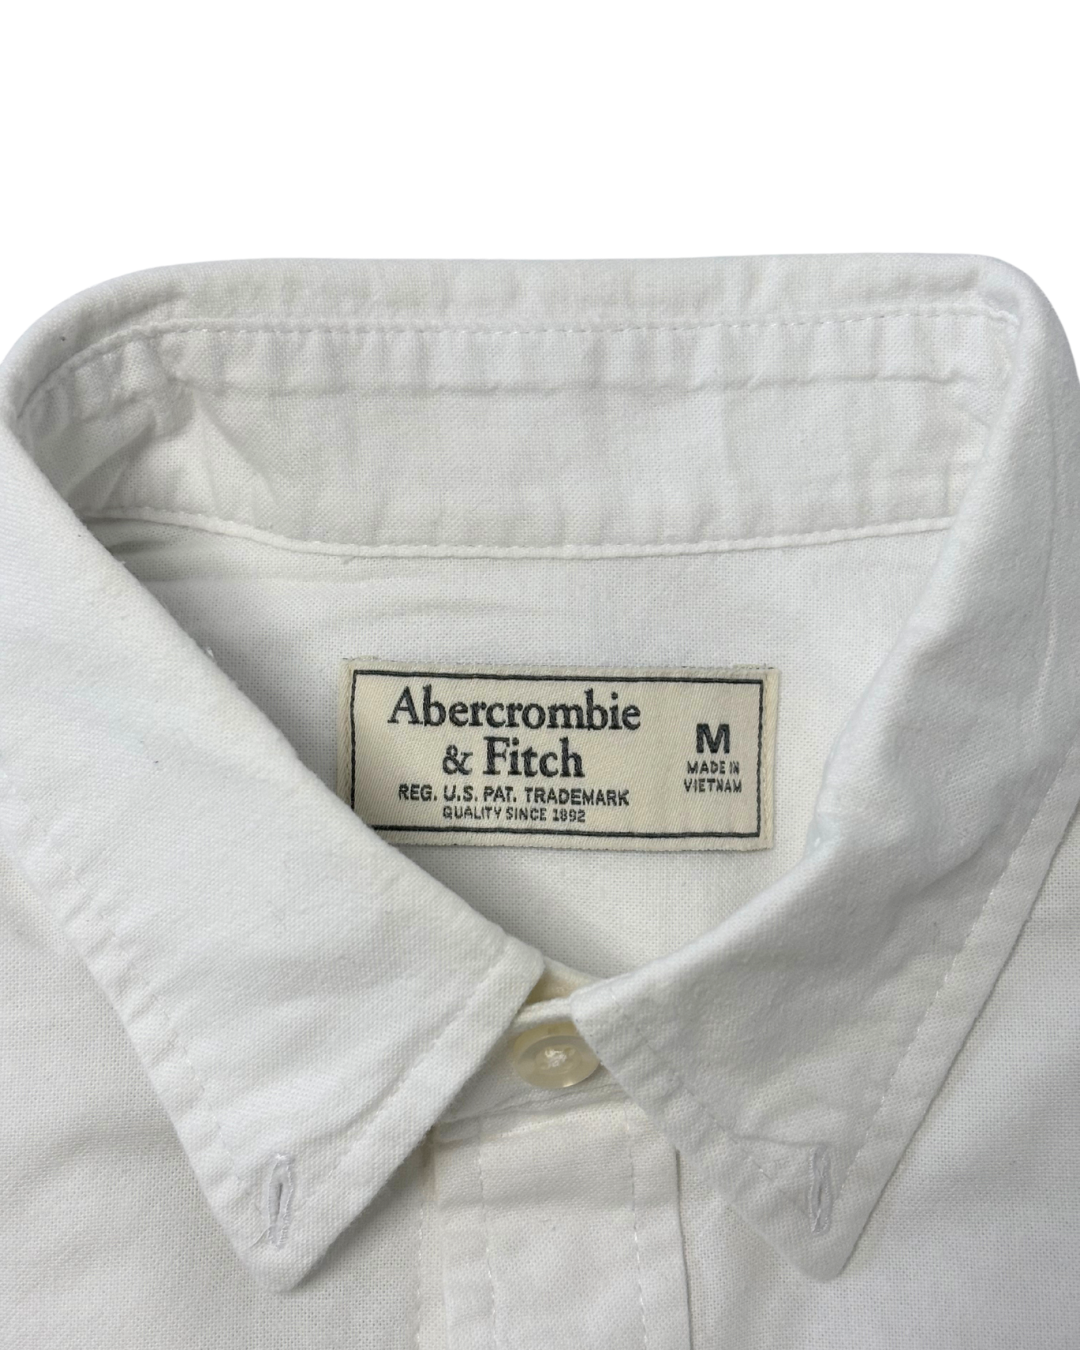 Abercrombie
& Fitch
REG. U.S. PAT. TRADEMARK
QUALITY SINCE 1892
M
MADE IN
VIETNAM